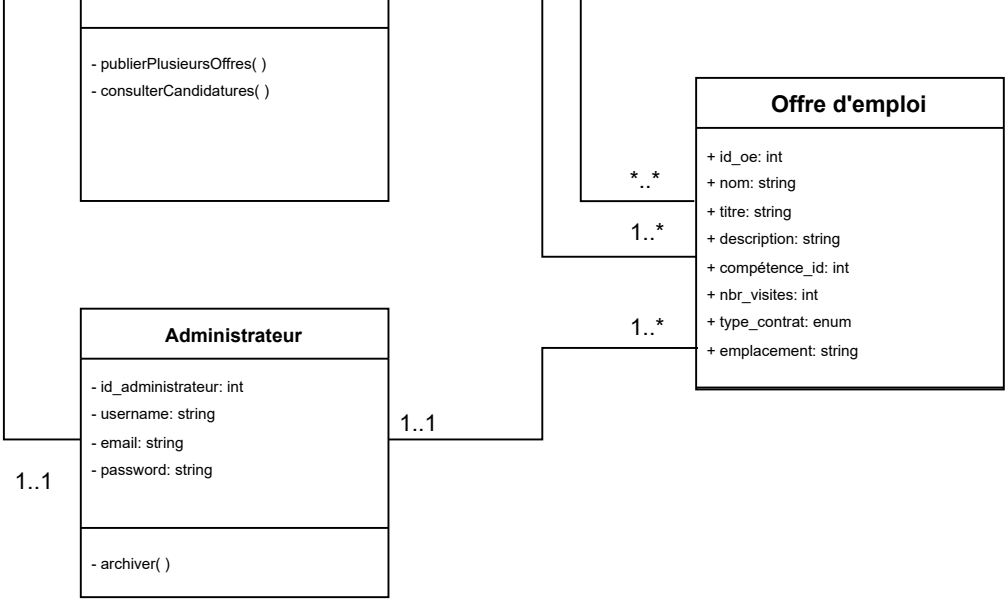 - publierPlusieursOffres( )
- consulterCandidatures( )
Offre d'emploi
+ id_oe: int
+ nom: string
+ titre: string
+ description: string
+ compétence_id: int
+ nbr_visites: int
+ type_contrat: enum
+ emplacement: string
*..*
1..*
1..*
Administrateur
- id_administrateur: int
- username: string
- email: string
- password: string
- archiver( )
1..1
1..1